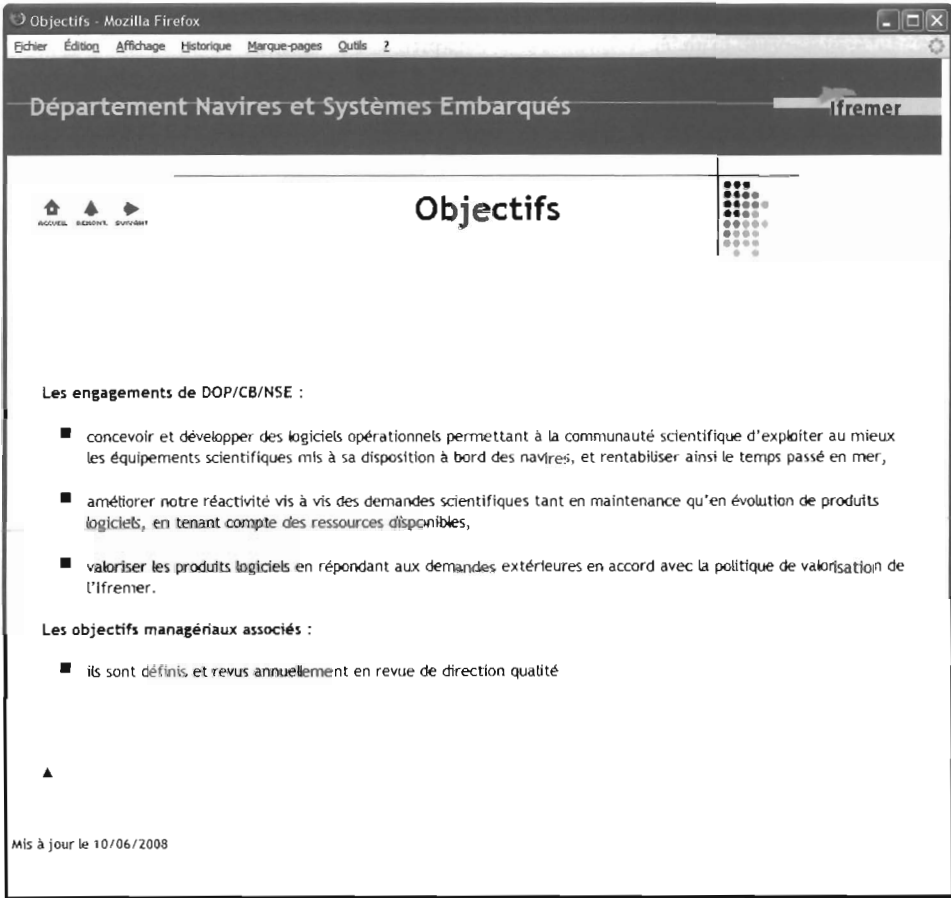 Objectifs - Mozilla Firefox
Fichier Édition Affichage Historique Marque-pages Outils ?
Département Navires et Systèmes Embarqués
Ifremer
ACCUEIL REMONT. SUIVANT
Objectifs
Les engagements de DOP/CB/NSE :
■ concevoir et développer des logiciels opérationnels permettant à la communauté scientifique d'exploiter au mieux
les équipements scientifiques mis à sa disposition à bord des navires, et rentabiliser ainsi le temps passé en mer,
■ améliorer notre réactivité vis à vis des demandes scientifiques tant en maintenance qu'en évolution de produits
logiciels, en tenant compte des ressources disponibles,
■ valoriser les produits logiciels en répondant aux demandes extérieures en accord avec la politique de valorisation de
l'Ifremer.
Les objectifs managériaux associés :
■ ils sont définis et revus annuellement en revue de direction qualité
▲
Mis à jour le 10/06/2008